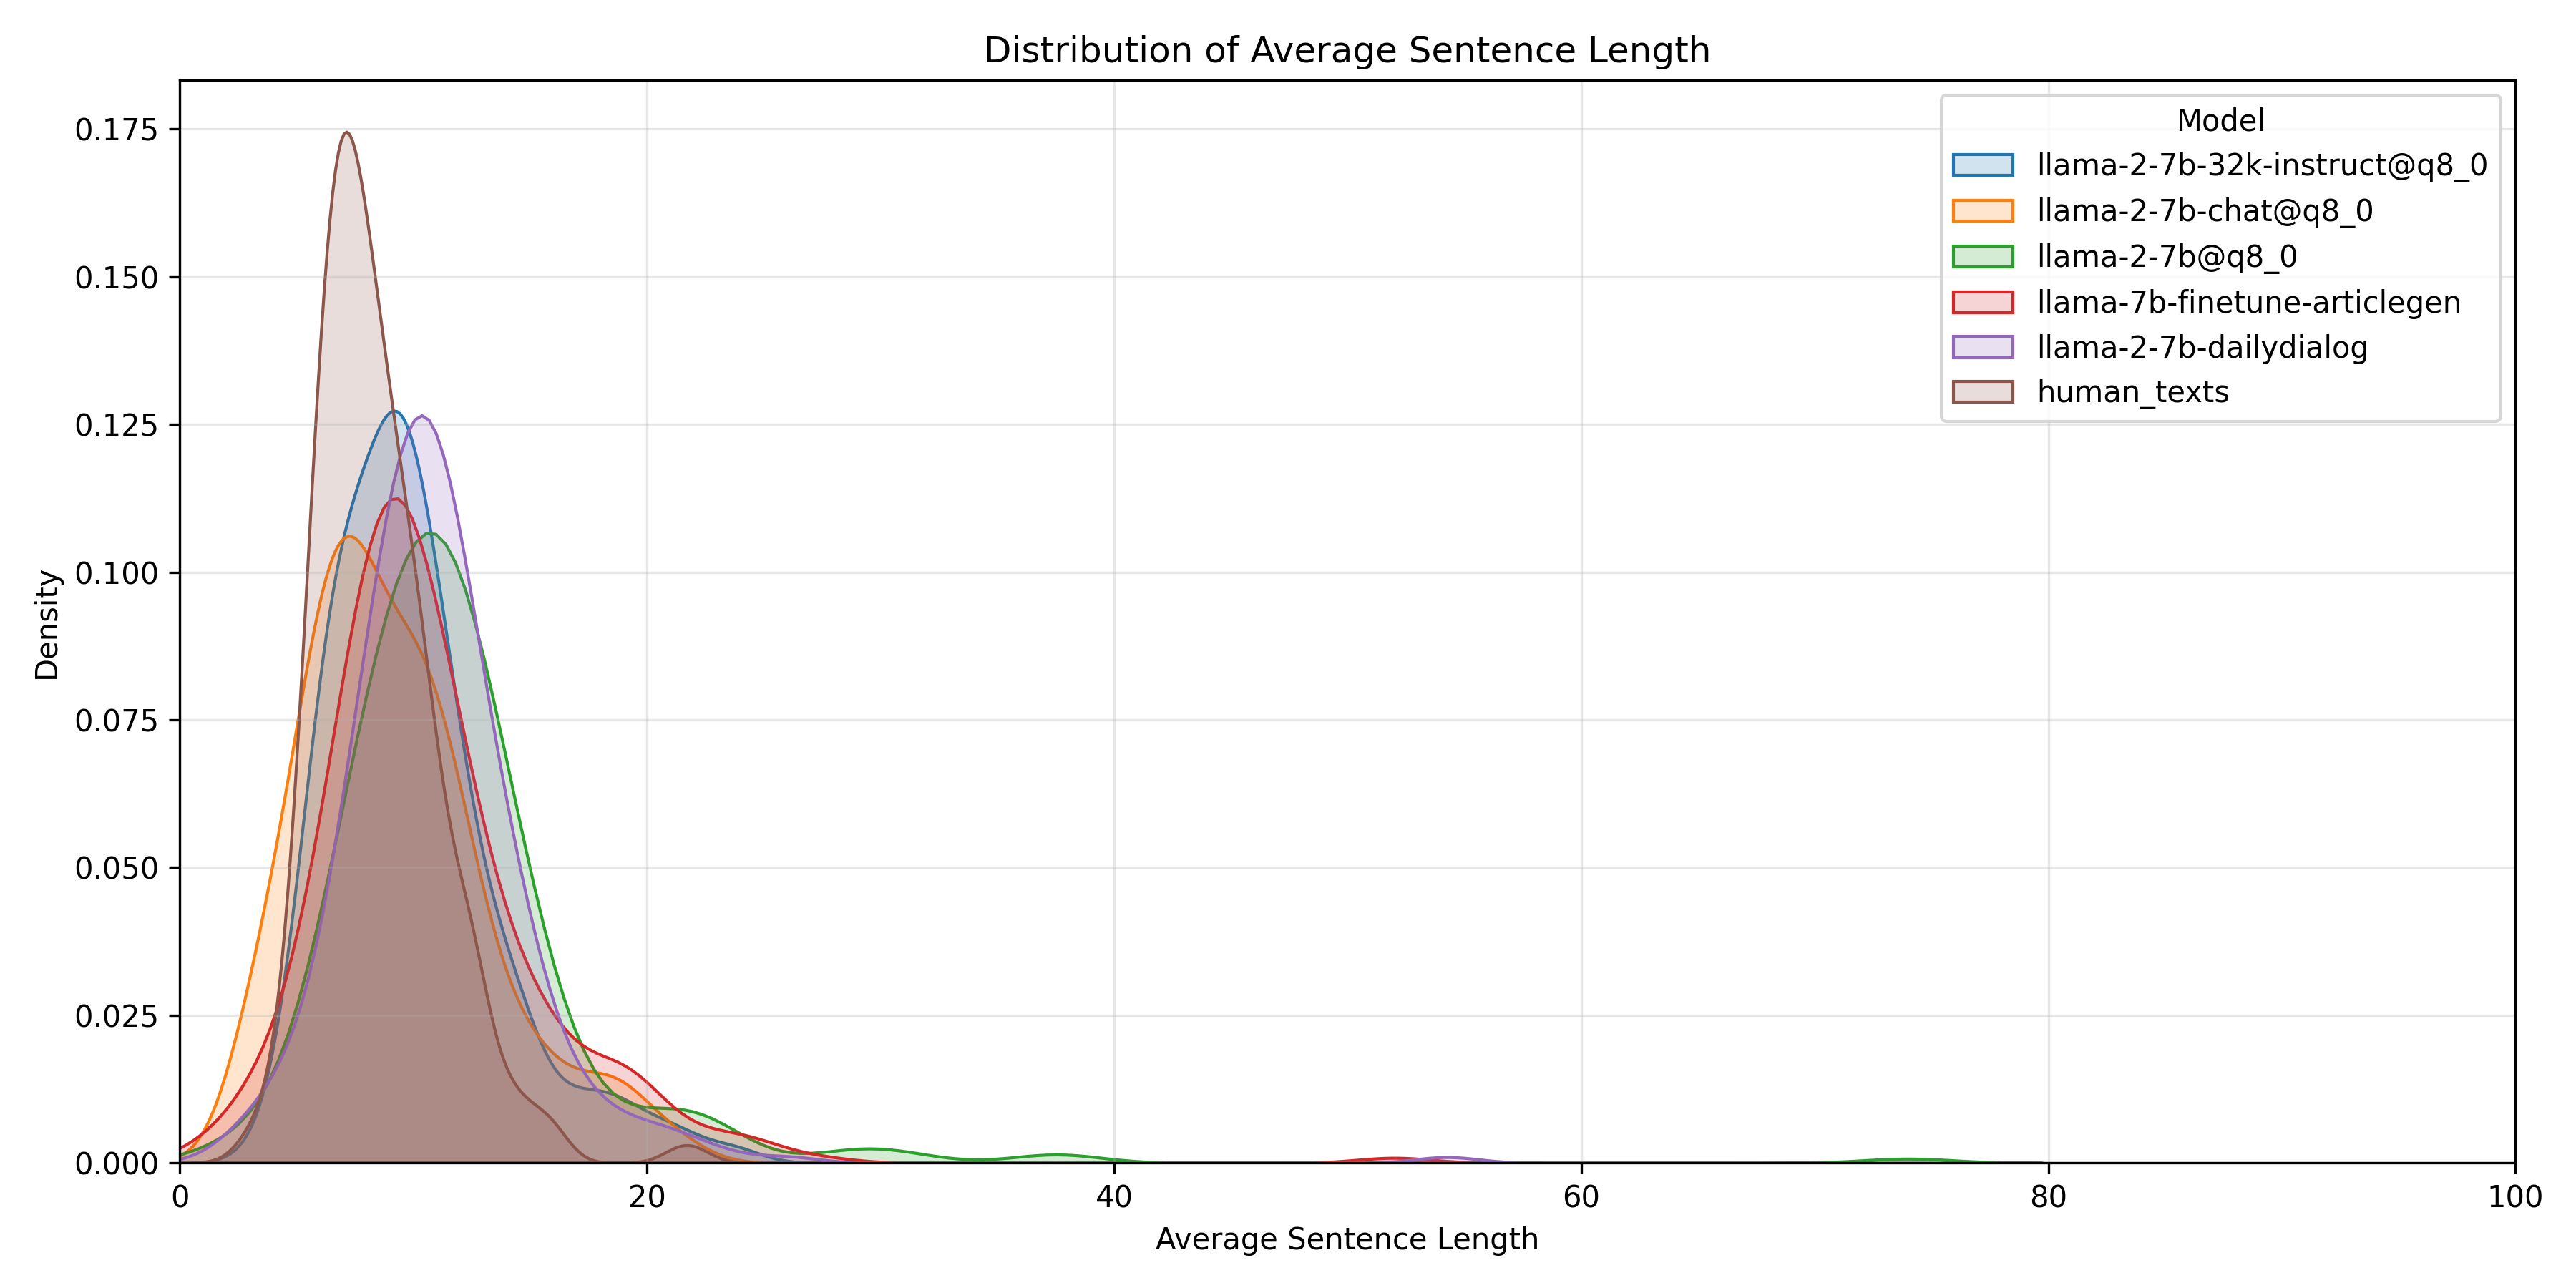 Distribution of Average Sentence Length
Model
llama-2-7b-32k-instruct@q8_0
llama-2-7b-chat@q8_0
llama-2-7b@q8_0
llama-7b-finetune-articlegen
llama-2-7b-dailydialog
human_texts
Density
0.175
0.150
0.125
0.100
0.075
0.050
0.025
0.000
0 20 40 60 80 100
Average Sentence Length